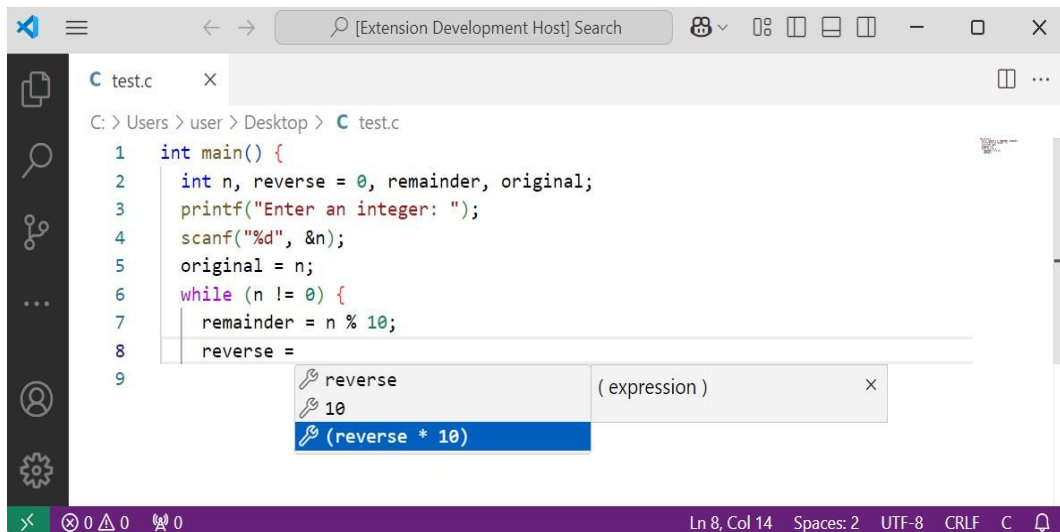 [Extension Development Host] Search
C test.c
C: > Users > user > Desktop > C test.c
1 int main() {
2 int n, reverse = 0, remainder, original;
3 printf("Enter an integer: ");
4 scanf("%d", &n);
5 original = n;
6 while (n != 0) {
7 remainder = n % 10;
8 reverse =
9
reverse
( expression )
10
(reverse * 10)
0 0 0 Ln 8, Col 14 Spaces: 2 UTF-8 CRLF C